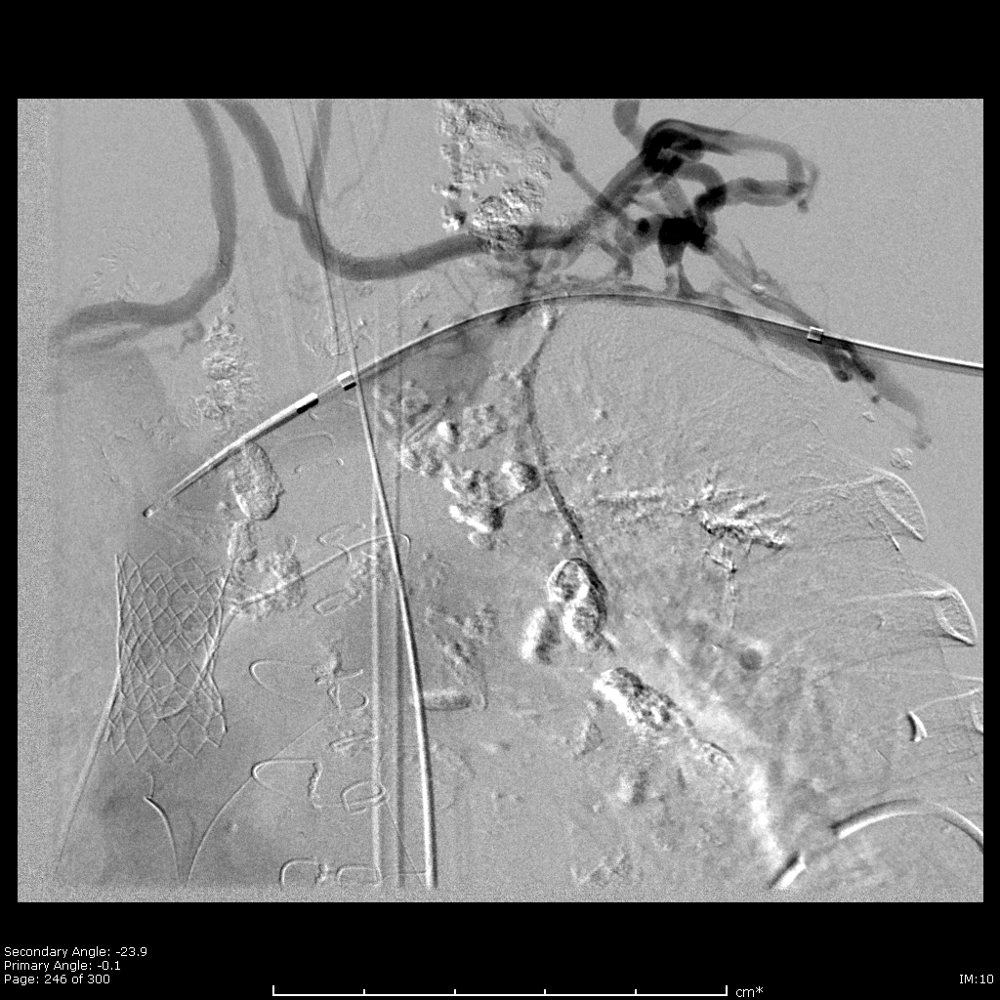 Secondary Angle: -23.9
Primary Angle: -0.1
Page: 246 of 300
IM:10
cm*